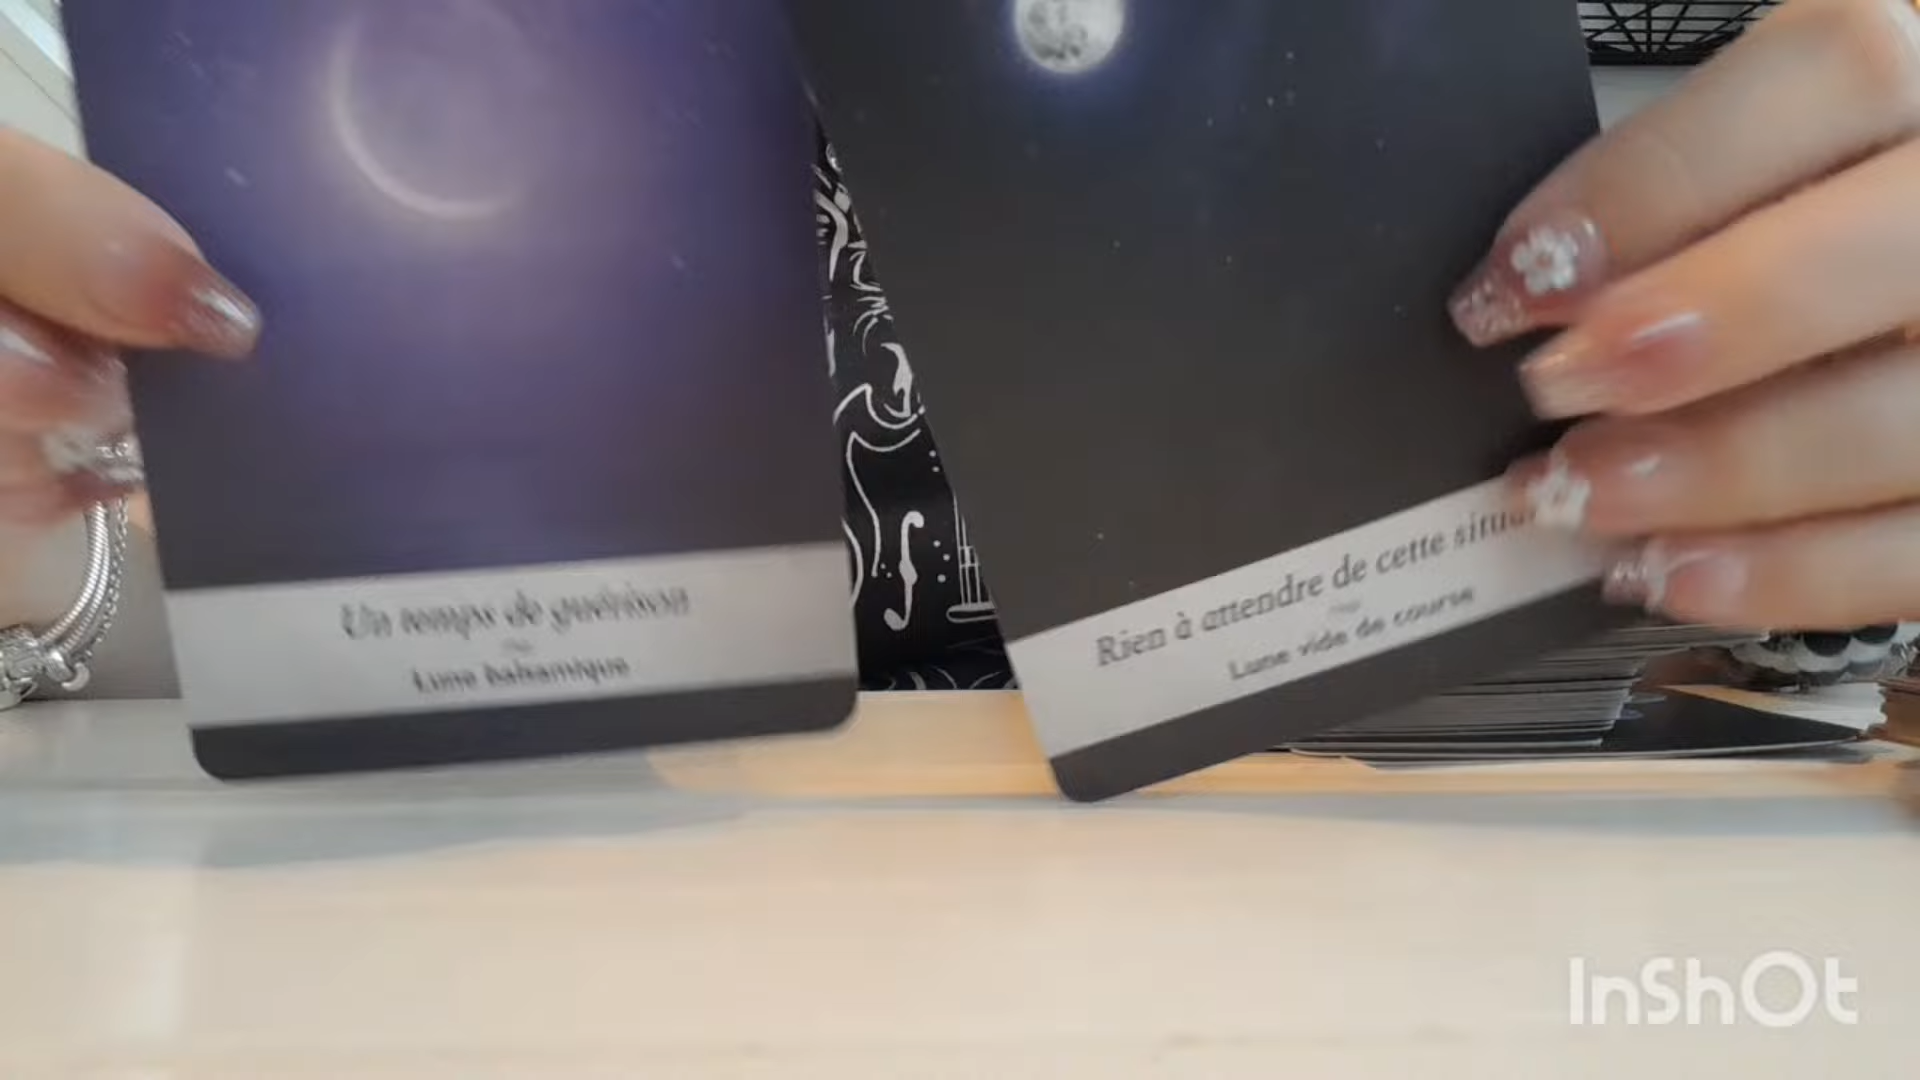 Un temps de guérison
Lune balsamique
Rien à attendre de cette situa
Lune vide de course
InShOt